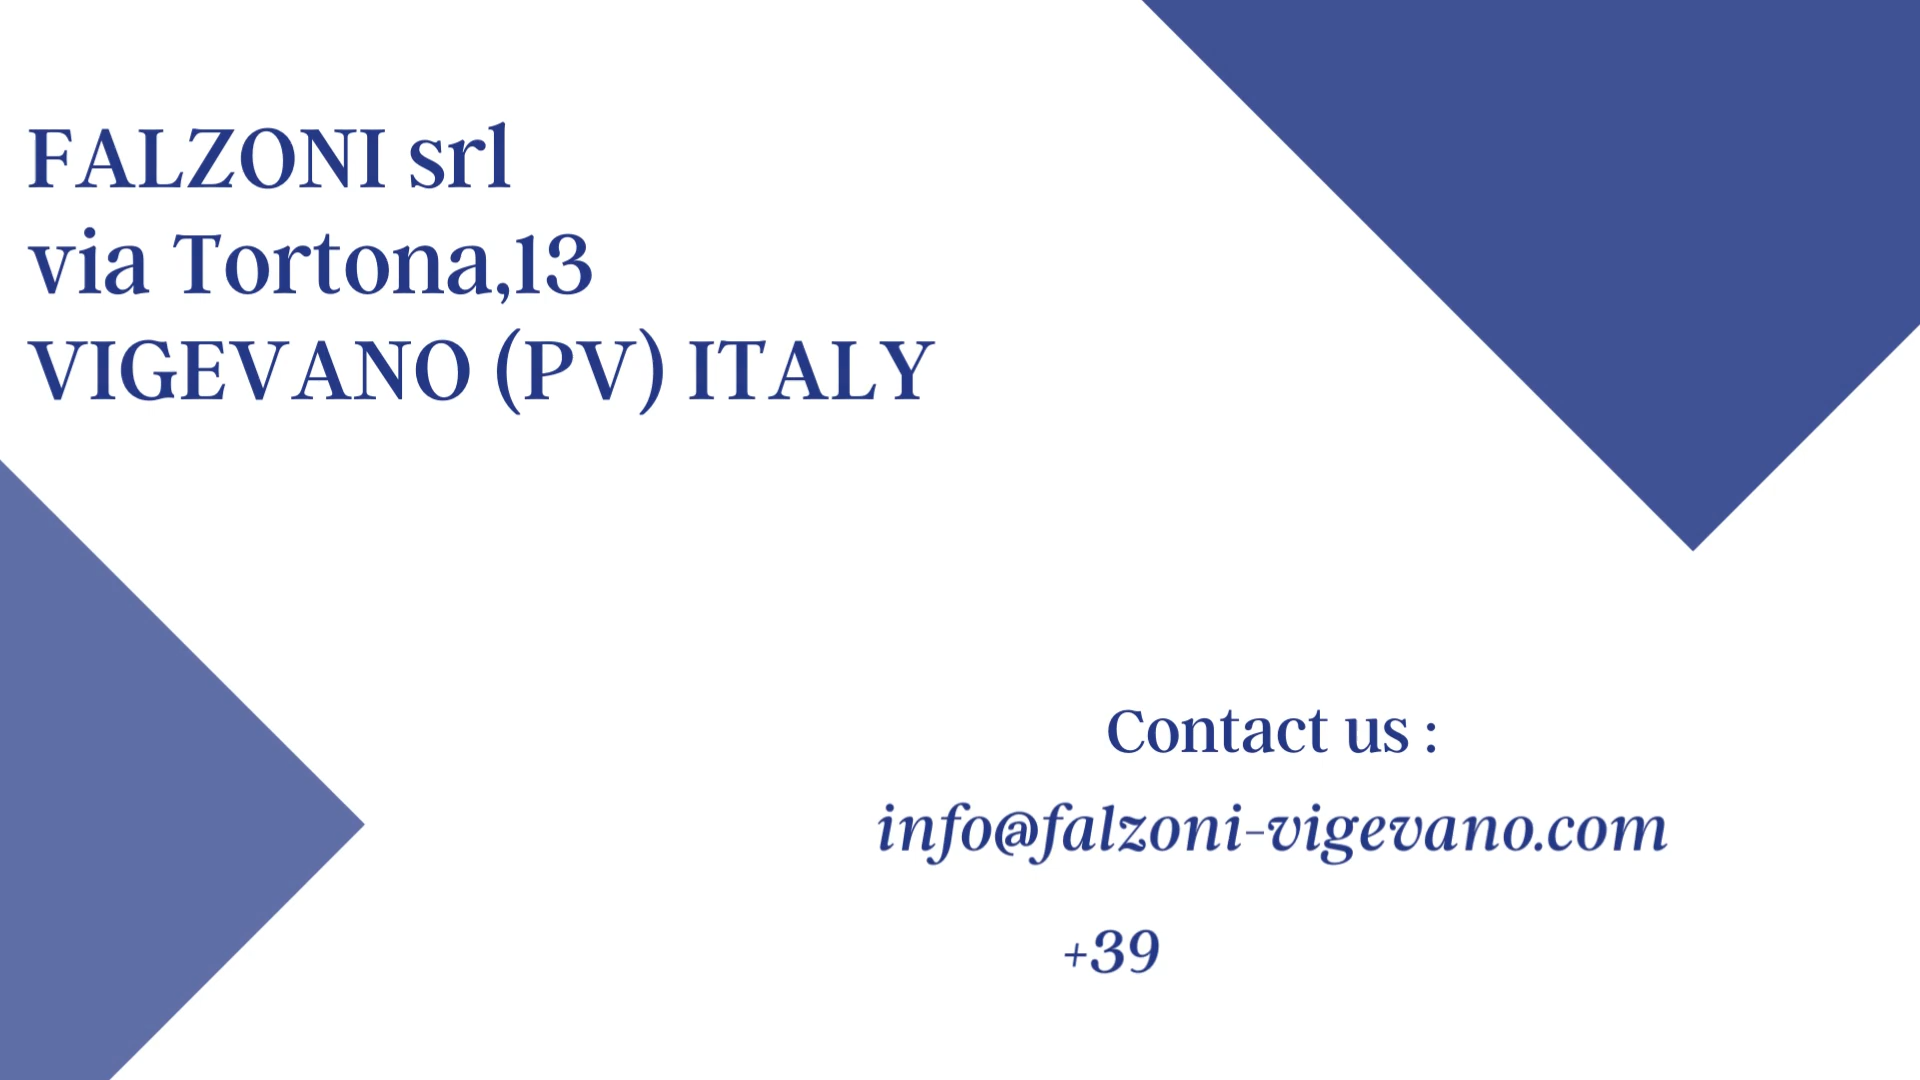 FALZONI srl
via Tortona,13
VIGEVANO (PV) ITALY
Contact us :
info@falzoni-vigevano.com
+39